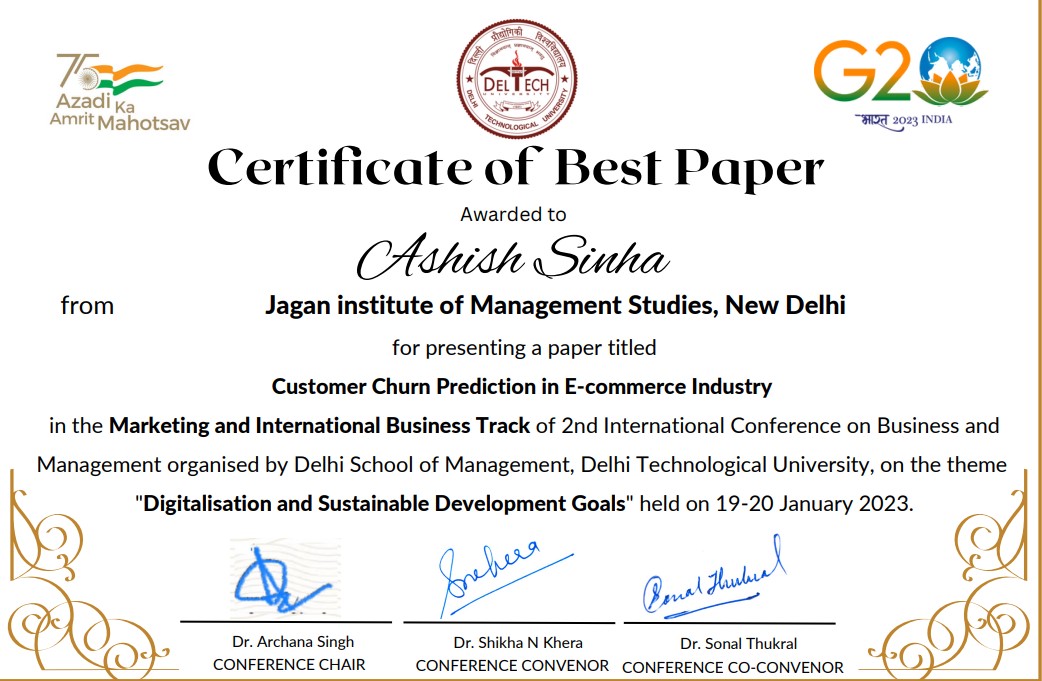 75
Azadi Ka
Amrit Mahotsav
दिल्ली प्रौद्योगिकी विश्वविद्यालय
DELTECH
UNIVERSITY
DELHI TECHNOLOGICAL UNIVERSITY
G20
भारत 2023 INDIA
Certificate of Best Paper
Awarded to
Ashish Sinha
from Jagan institute of Management Studies, New Delhi
for presenting a paper titled
Customer Churn Prediction in E-commerce Industry
in the Marketing and International Business Track of 2nd International Conference on Business and
Management organised by Delhi School of Management, Delhi Technological University, on the theme
"Digitalisation and Sustainable Development Goals" held on 19-20 January 2023.
Sonal Thukral
Dr. Archana Singh
CONFERENCE CHAIR
Dr. Shikha N Khera
CONFERENCE CONVENOR
Dr. Sonal Thukral
CONFERENCE CO-CONVENOR